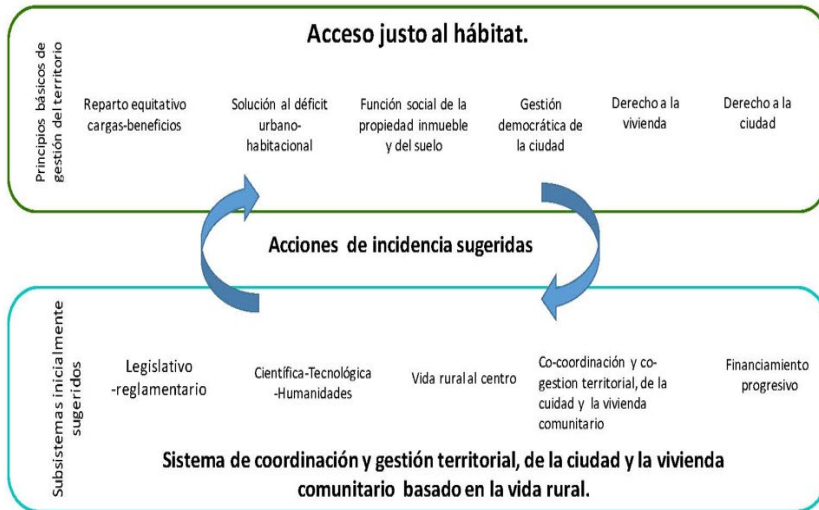 Acceso justo al hábitat.
Principios básicos de
gestión del territorio
Reparto equitativo
cargas-beneficios
Solución al déficit
urbano-
habitacional
Función social de la
propiedad inmueble
y del suelo
Gestión
democrática de
la ciudad
Derecho a la
vivienda
Derecho a la
ciudad
Acciones de incidencia sugeridas
Subsistemas inicialmente
sugeridos
Legislativo
-reglamentario
Científica-Tecnológica
-Humanidades
Vida rural al centro
Co-coordinación y co-
gestion territorial, de la
cuidad y la vivienda
comunitario
Financiamiento
progresivo
Sistema de coordinación y gestión territorial, de la ciudad y la vivienda
comunitario basado en la vida rural.